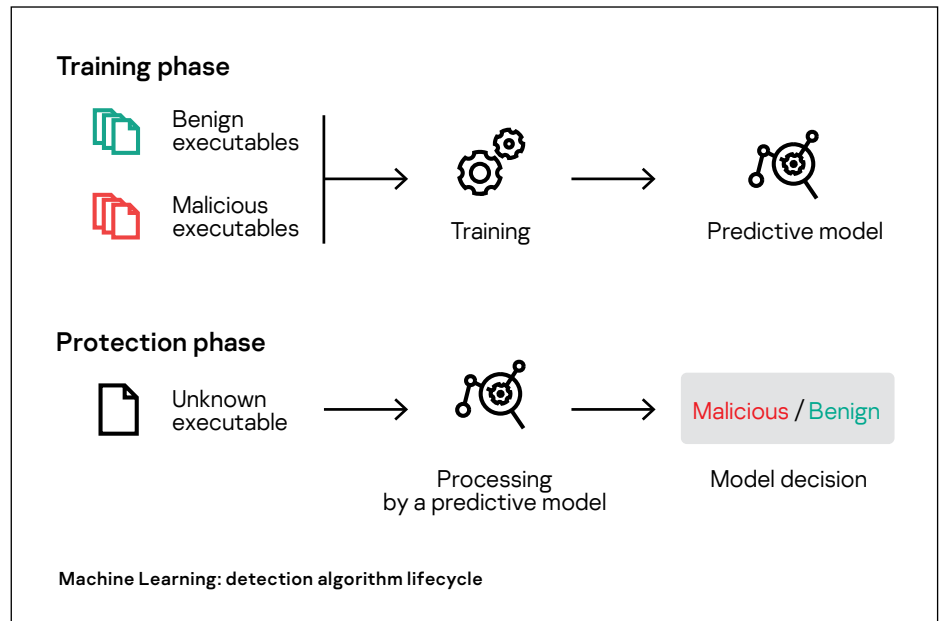 Training phase
Benign
executables
Malicious
executables
Training
Predictive model
Protection phase
Unknown
executable
Processing
by a predictive model
Malicious / Benign
Model decision
Machine Learning: detection algorithm lifecycle